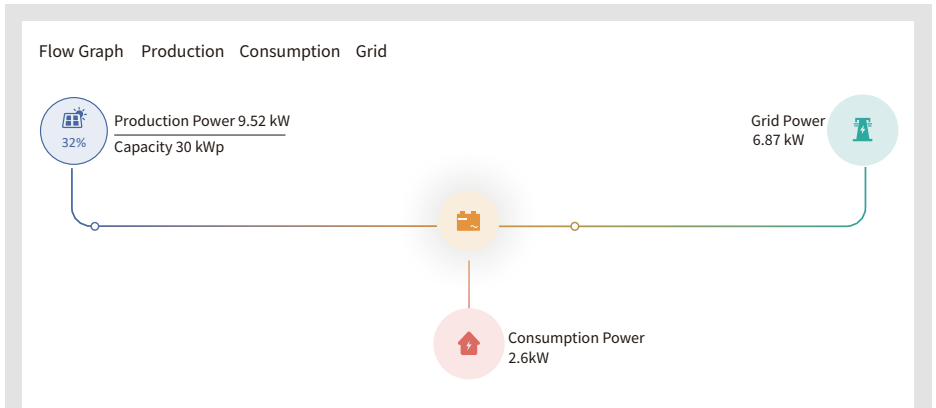 Flow Graph Production Consumption Grid
32%
Production Power 9.52 kW
Capacity 30 kWp
Grid Power
6.87 kW
Consumption Power
2.6kW